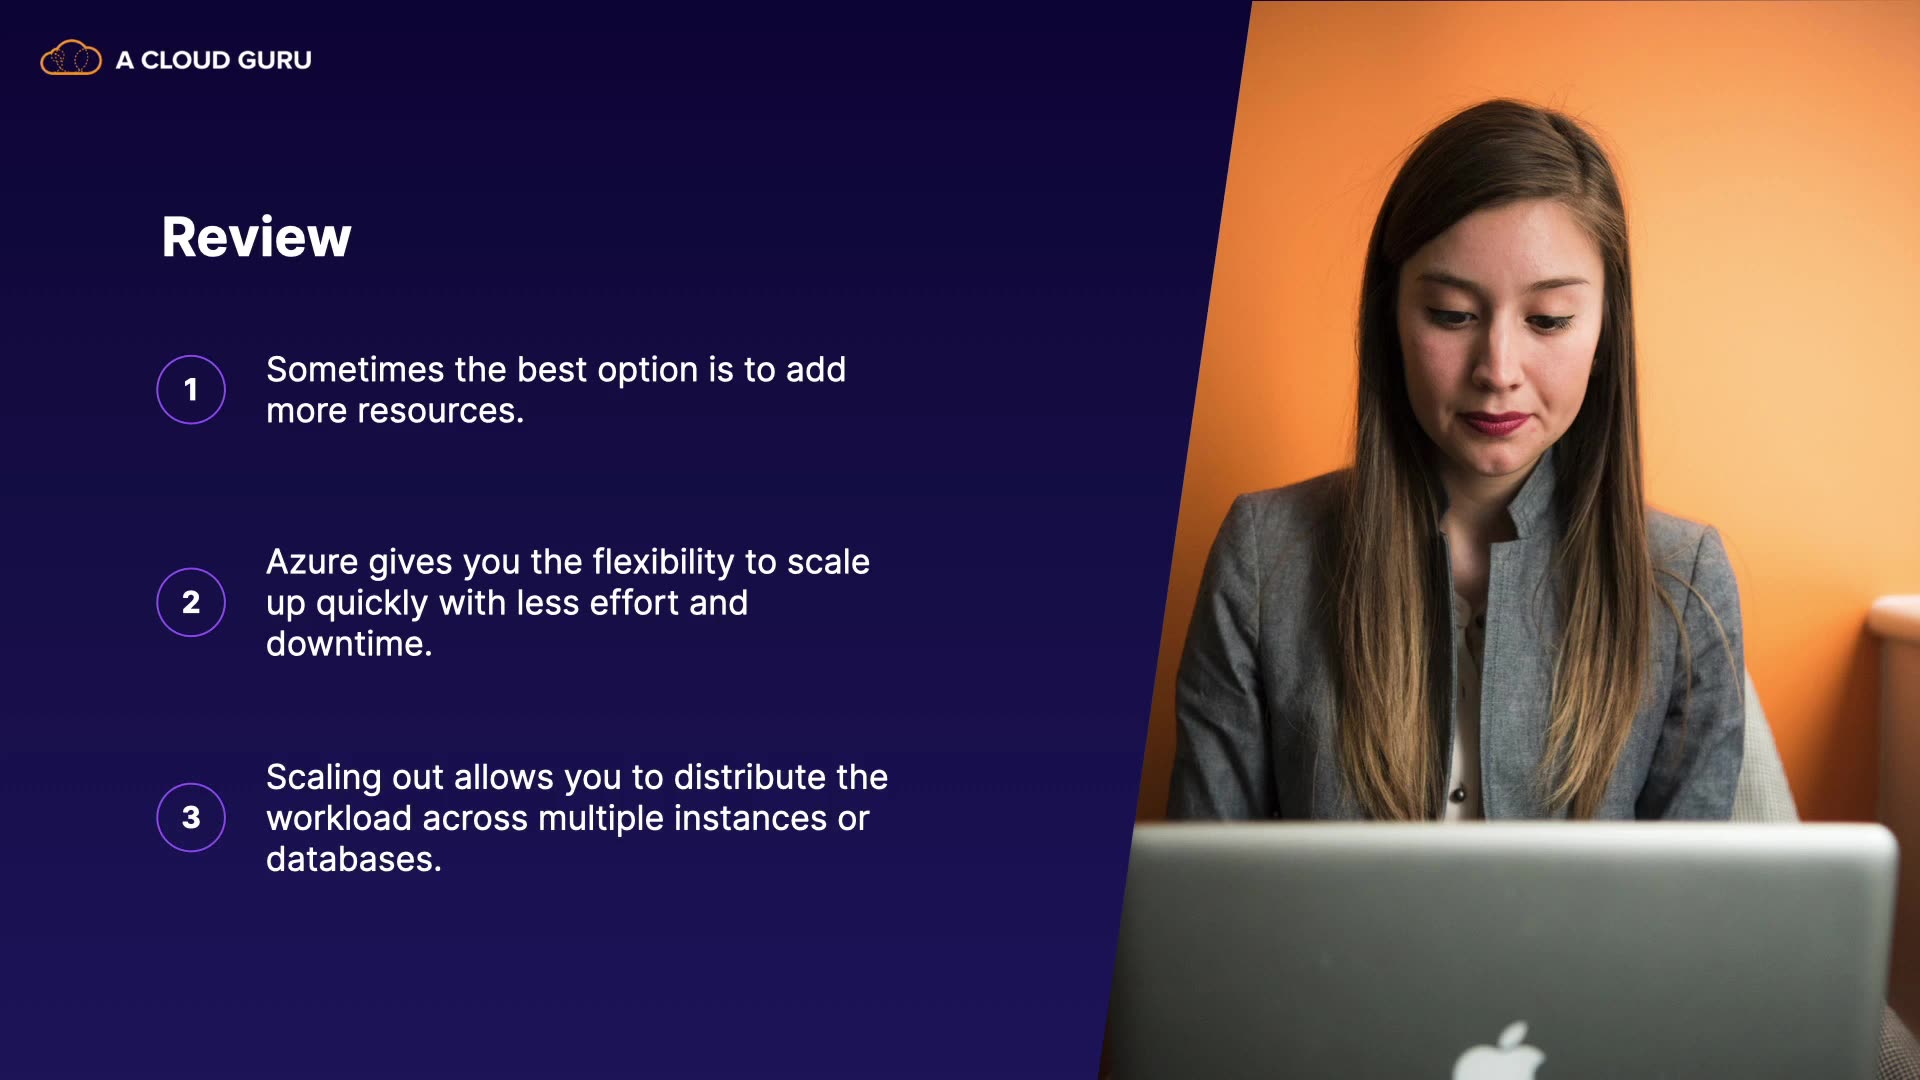 A CLOUD GURU
Review
1
Sometimes the best option is to add
more resources.
2
Azure gives you the flexibility to scale
up quickly with less effort and
downtime.
3
Scaling out allows you to distribute the
workload across multiple instances or
databases.